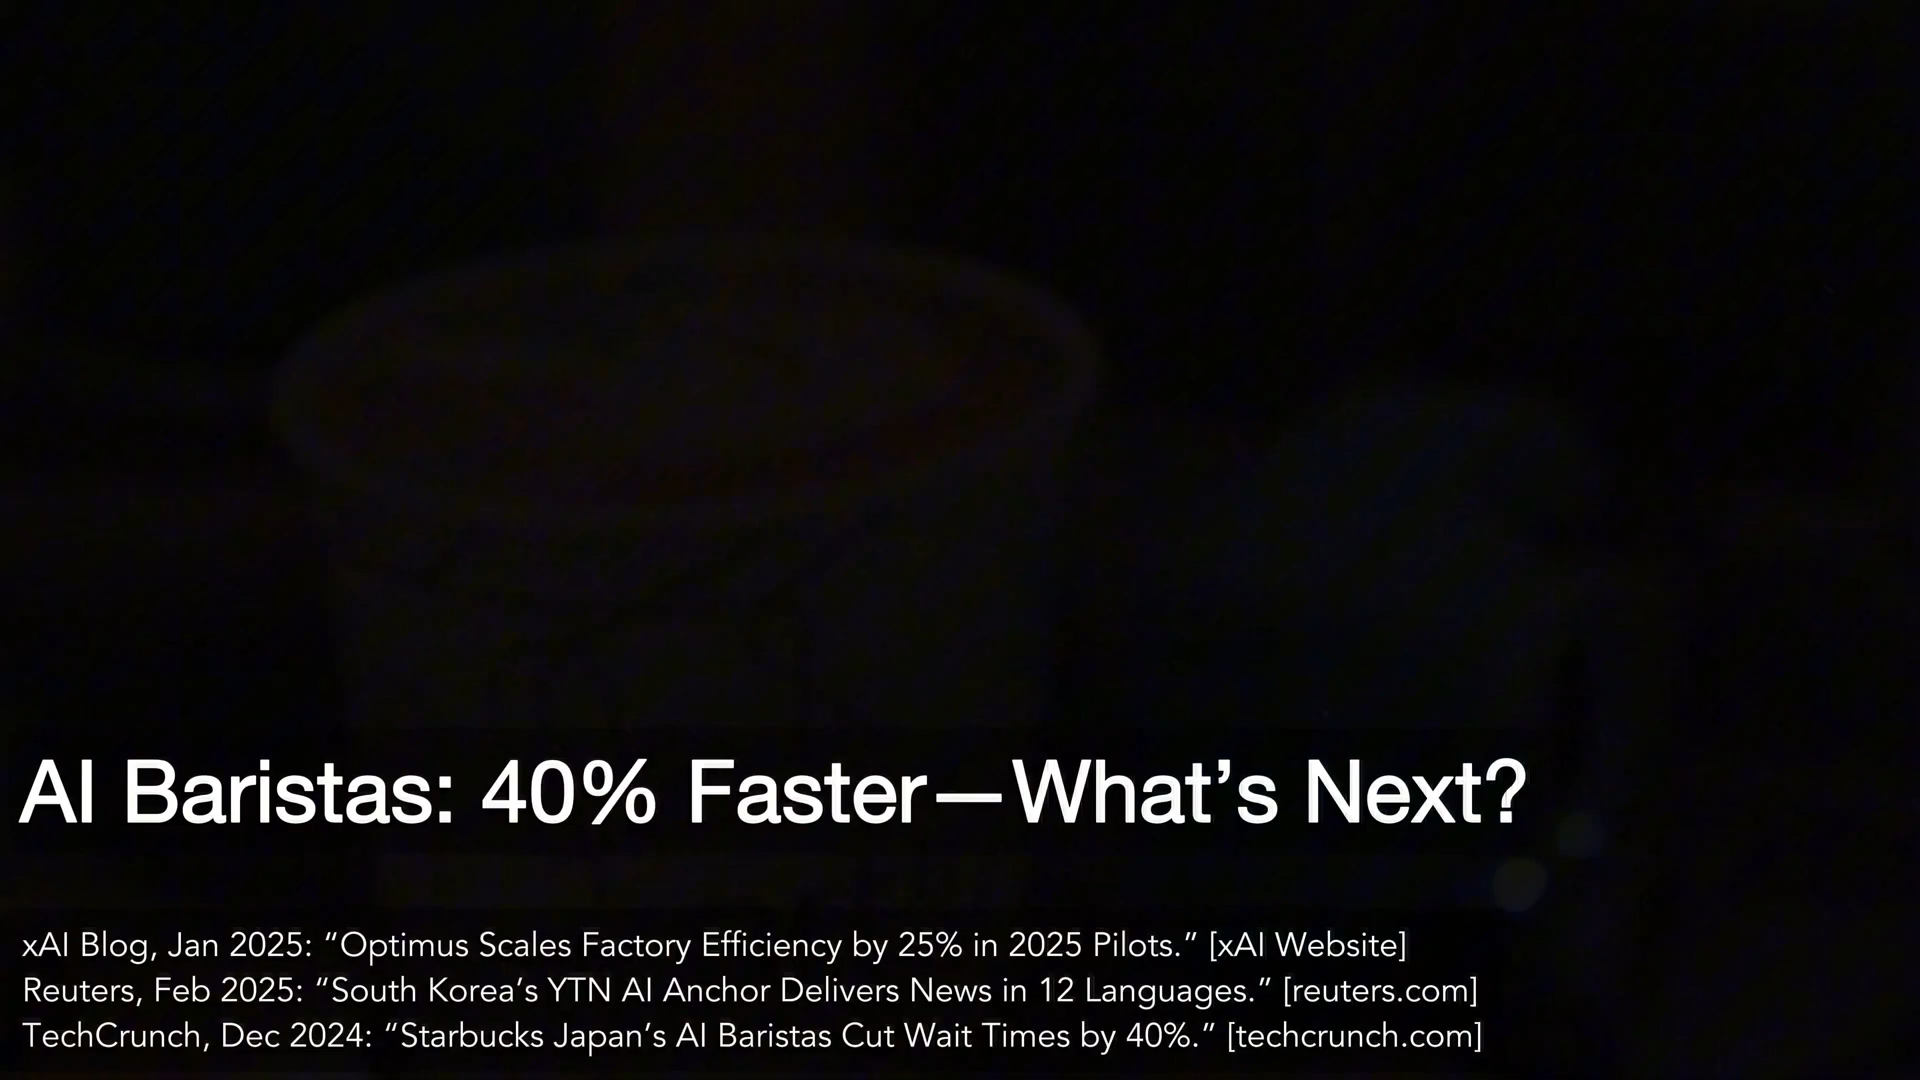 AI Baristas: 40% Faster—What’s Next?
xAI Blog, Jan 2025: “Optimus Scales Factory Efficiency by 25% in 2025 Pilots.” [xAI Website]
Reuters, Feb 2025: “South Korea’s YTN AI Anchor Delivers News in 12 Languages.” [reuters.com]
TechCrunch, Dec 2024: “Starbucks Japan’s AI Baristas Cut Wait Times by 40%.” [techcrunch.com]